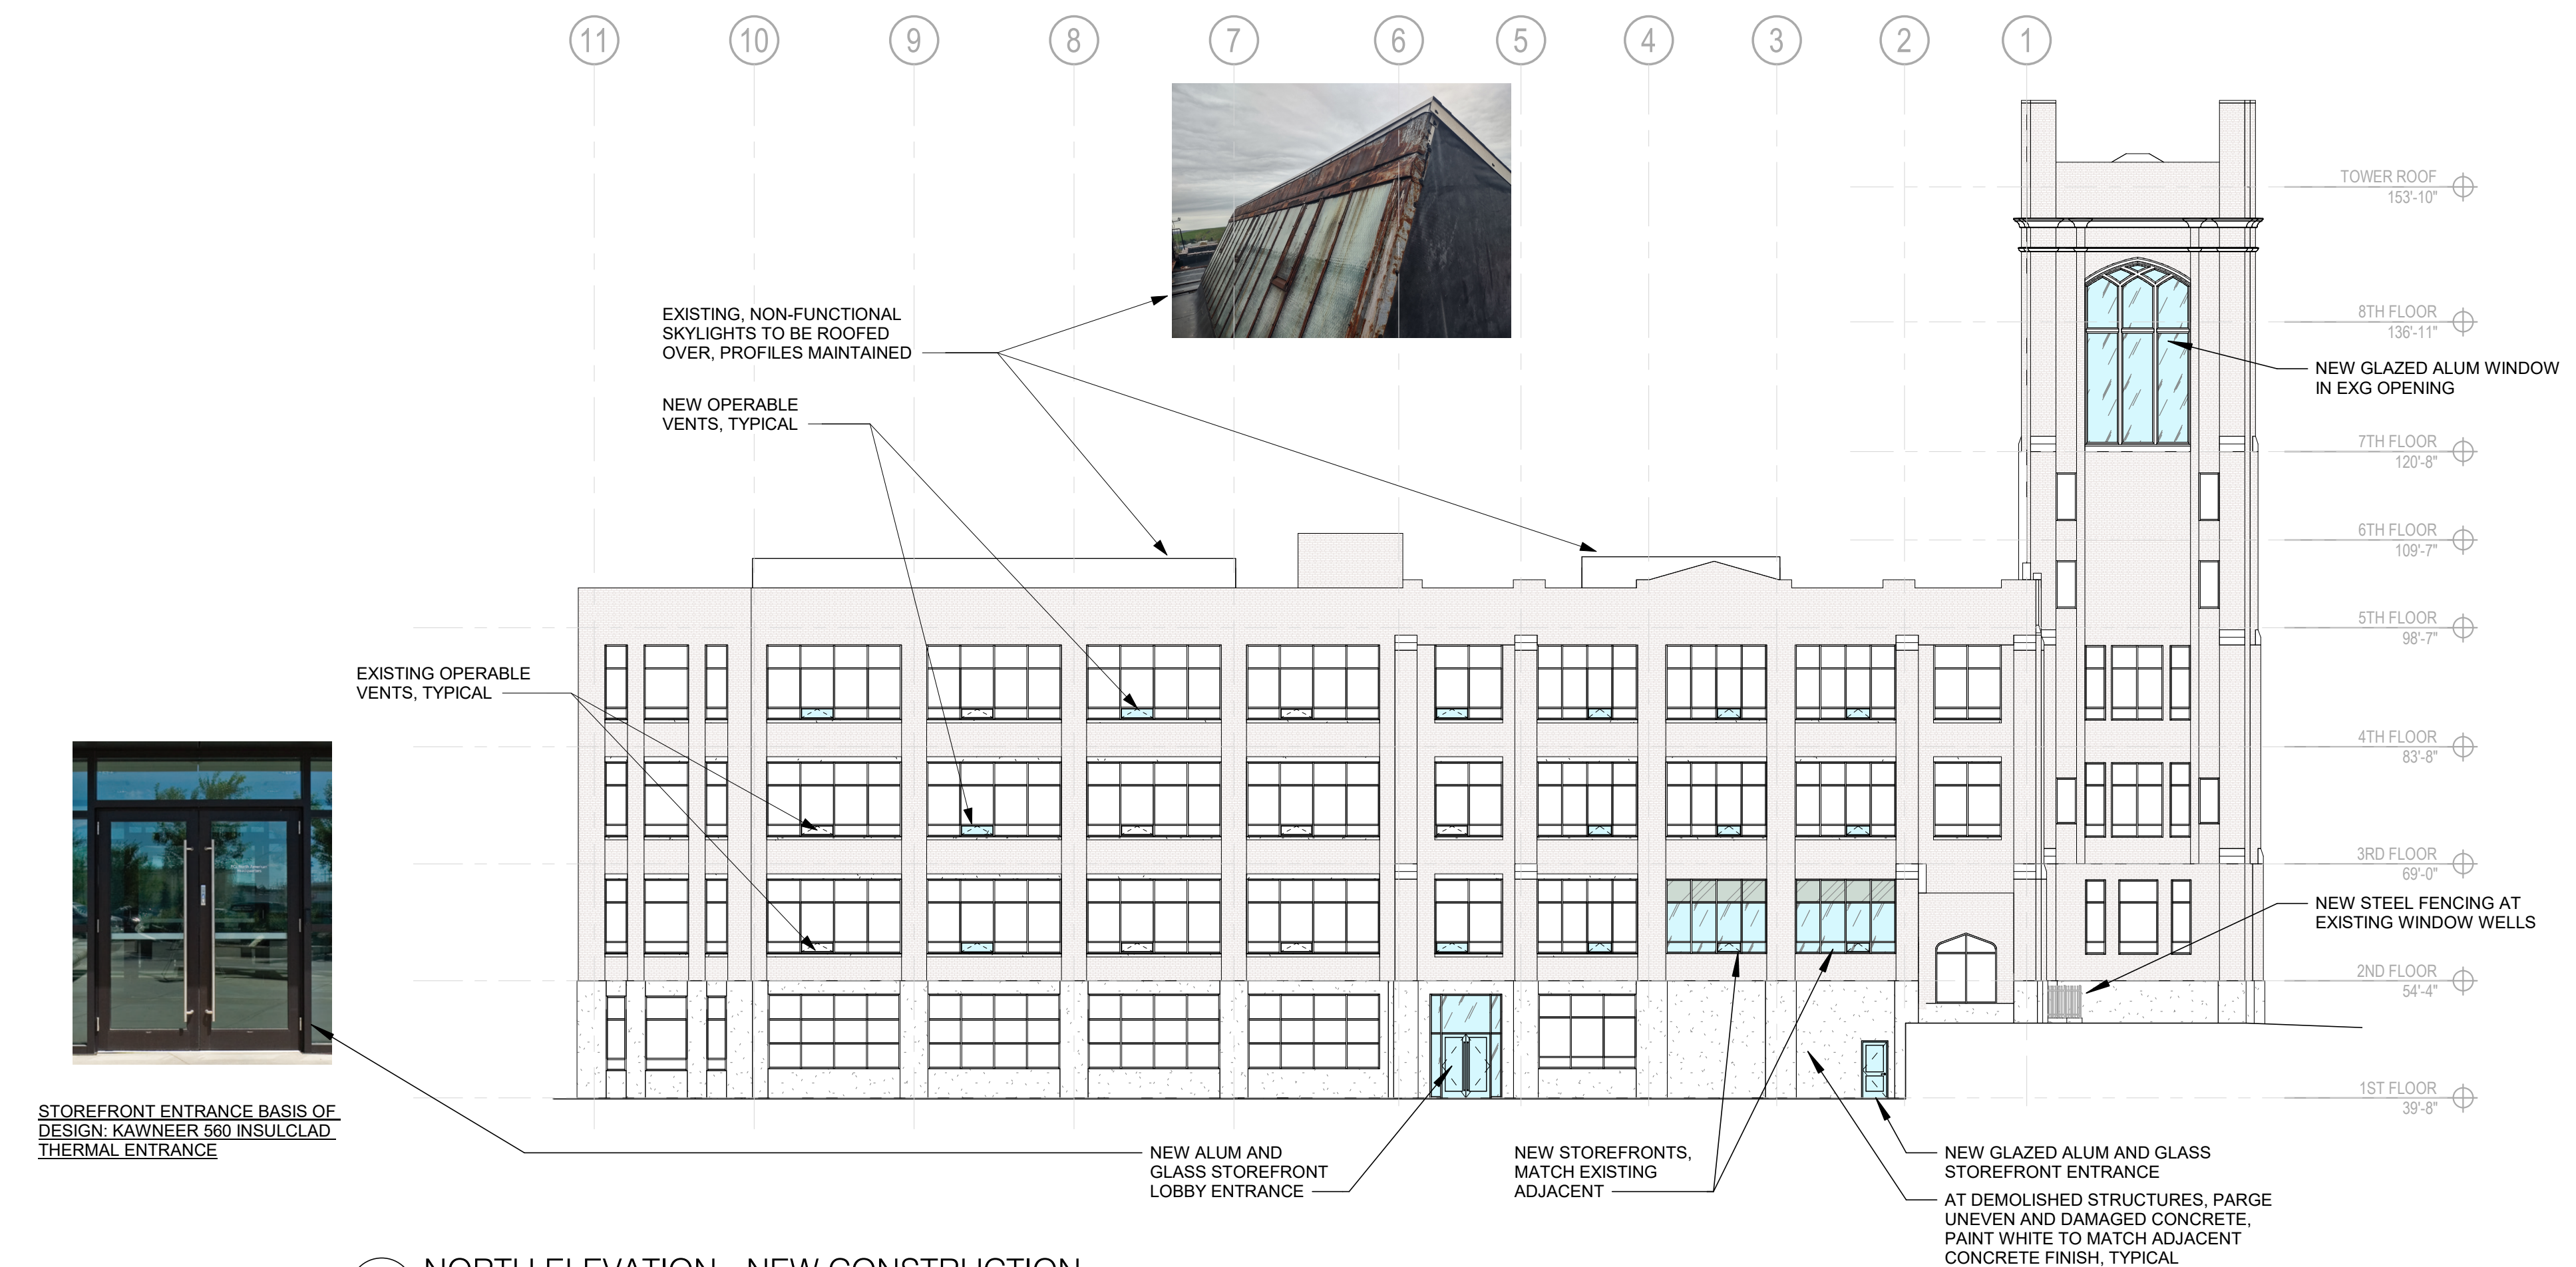 11
10
9
8
7
6
5
4
3
2
1
TOWER ROOF
153'-10"
EXISTING, NON-FUNCTIONAL
SKYLIGHTS TO BE ROOFED
OVER, PROFILES MAINTAINED
8TH FLOOR
136'-11"
NEW GLAZED ALUM WINDOW
IN EXG OPENING
NEW OPERABLE
VENTS, TYPICAL
7TH FLOOR
120'-8"
6TH FLOOR
109'-7"
5TH FLOOR
98'-7"
EXISTING OPERABLE
VENTS, TYPICAL
4TH FLOOR
83'-8"
3RD FLOOR
69'-0"
NEW STEEL FENCING AT
EXISTING WINDOW WELLS
2ND FLOOR
54'-4"
1ST FLOOR
39'-8"
STOREFRONT ENTRANCE BASIS OF
DESIGN: KAWNEER 560 INSULCLAD
THERMAL ENTRANCE
NEW ALUM AND
GLASS STOREFRONT
LOBBY ENTRANCE
NEW STOREFRONTS,
MATCH EXISTING
ADJACENT
NEW GLAZED ALUM AND GLASS
STOREFRONT ENTRANCE
AT DEMOLISHED STRUCTURES, PARGE
UNEVEN AND DAMAGED CONCRETE,
PAINT WHITE TO MATCH ADJACENT
CONCRETE FINISH, TYPICAL
NORTH ELEVATION - NEW CONSTRUCTION